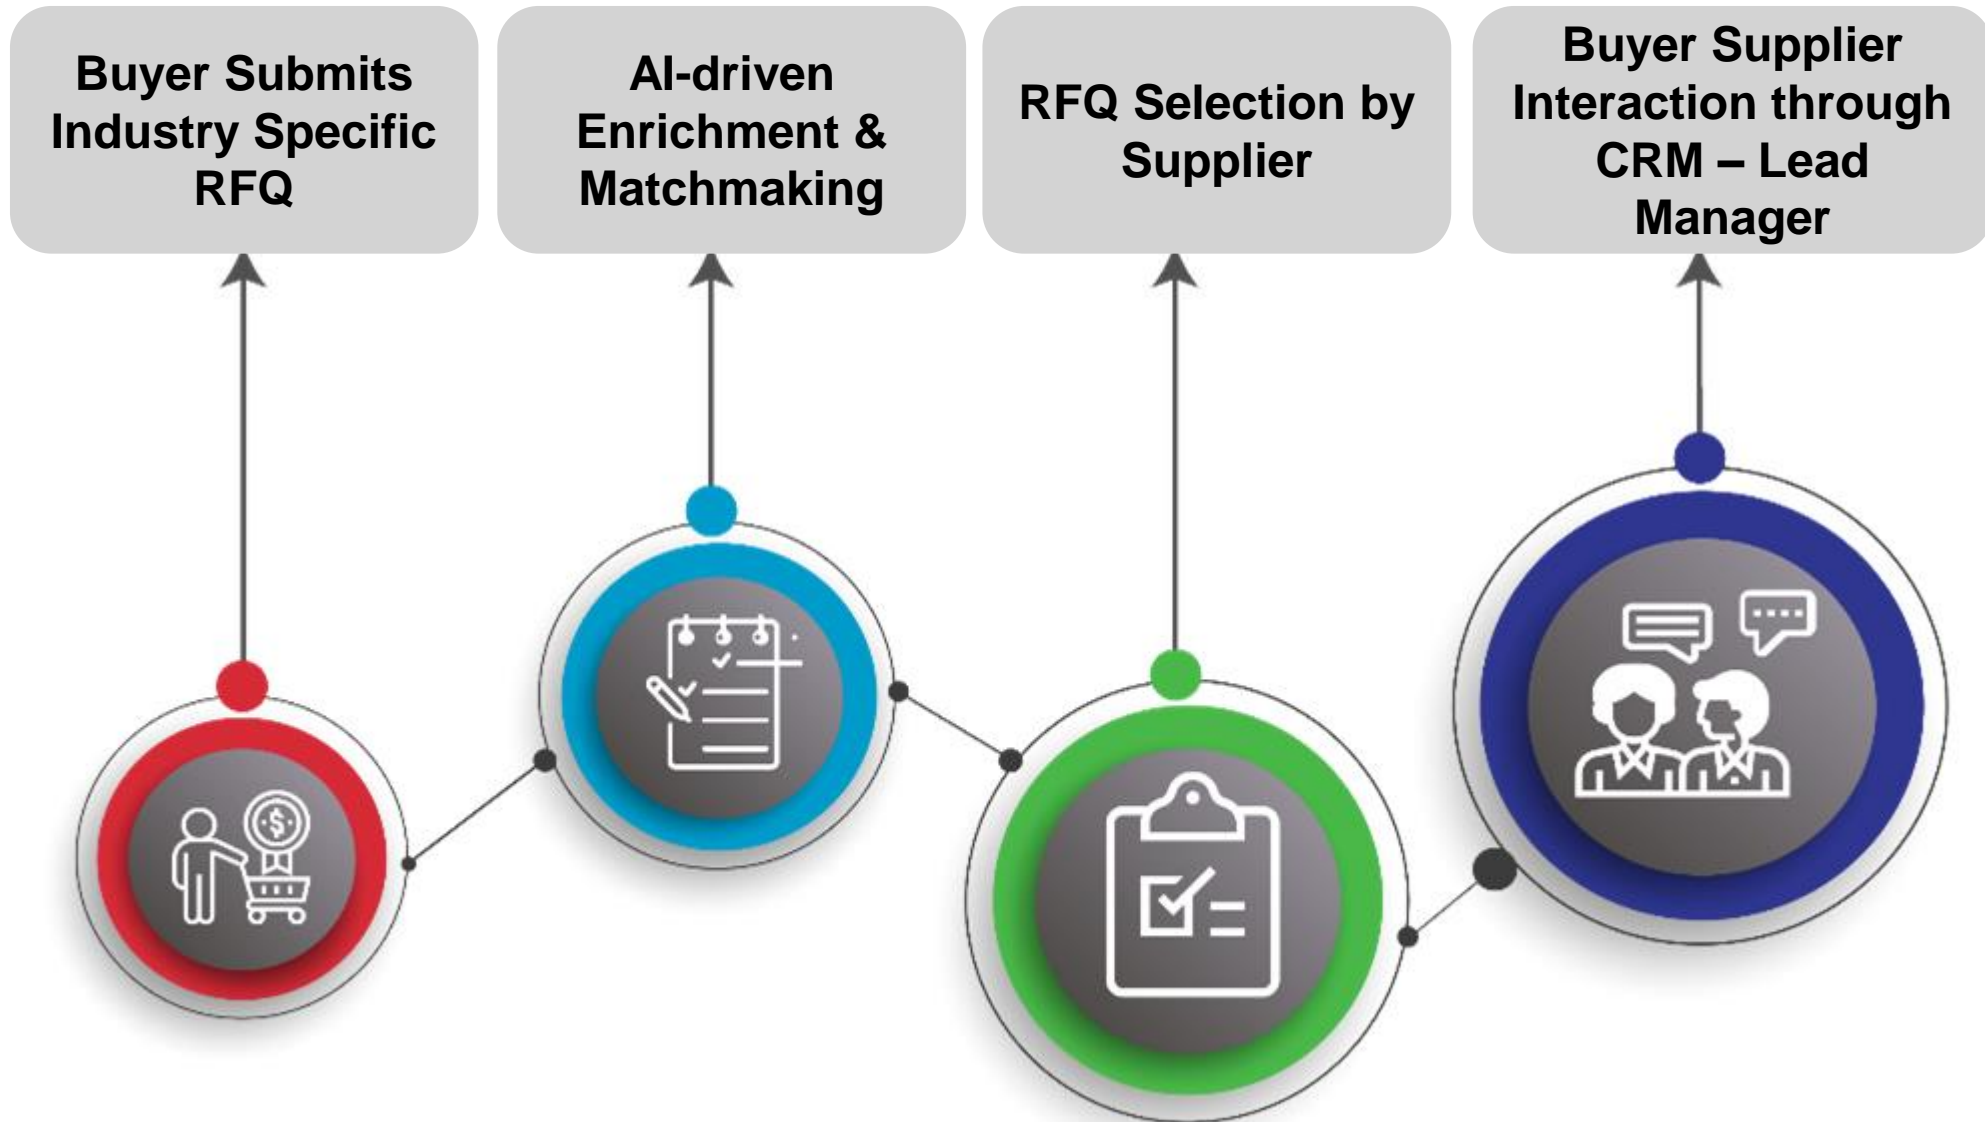 Buyer Submits
Industry Specific
RFQ
AI-driven
Enrichment &
Matchmaking
RFQ Selection by
Supplier
Buyer Supplier
Interaction through
CRM – Lead
Manager
$